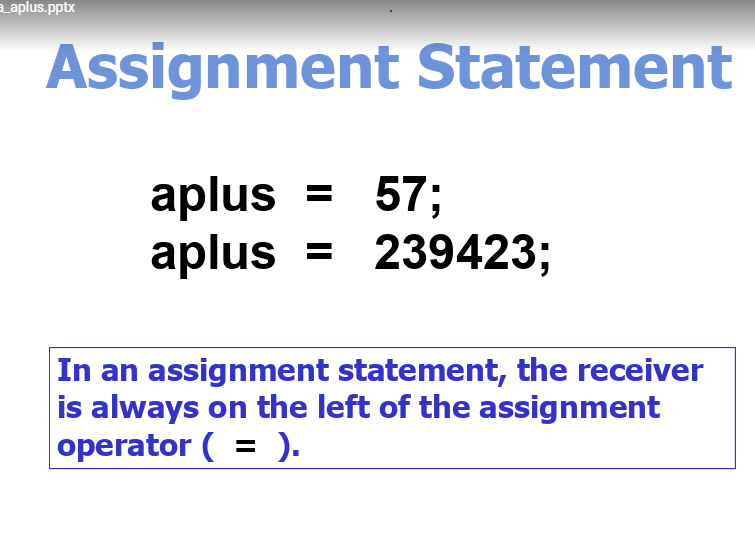 a_aplus.pptx
Assignment Statement
aplus = 57;
aplus = 239423;
In an assignment statement, the receiver
is always on the left of the assignment
operator ( = ).